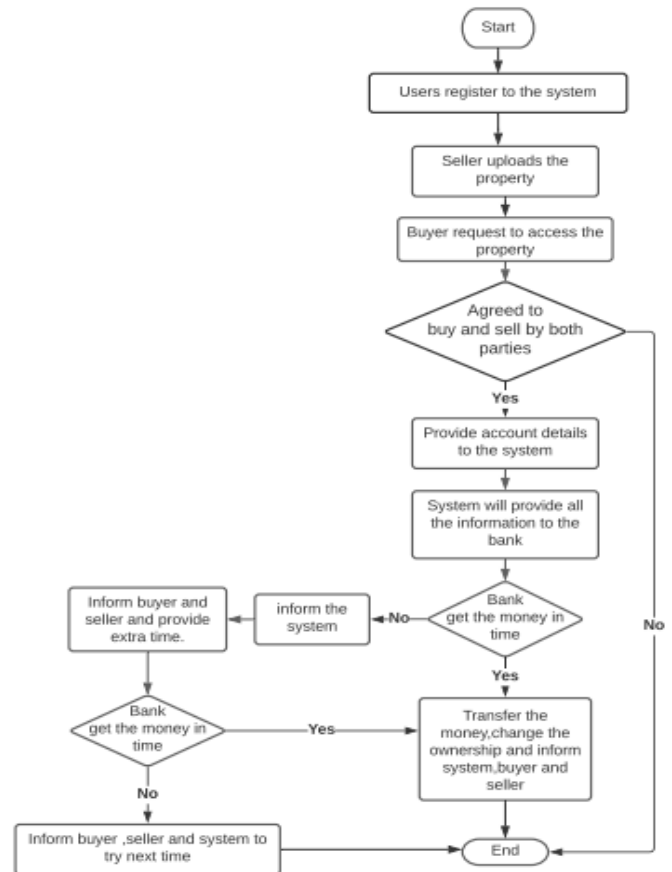 Start
Users register to the system
Seller uploads the
property
Buyer request to access the
property
Agreed to
buy and sell by both
parties
Yes
Provide account details
to the system
System will provide all
the information to the
bank
Bank
get the money in
time
No
inform the
system
Inform buyer and
seller and provide
extra time.
No
Yes
Bank
get the money in
time
Yes
Transfer the
money,change the
ownership and inform
system,buyer and
seller
No
Inform buyer ,seller and system to
try next time
End